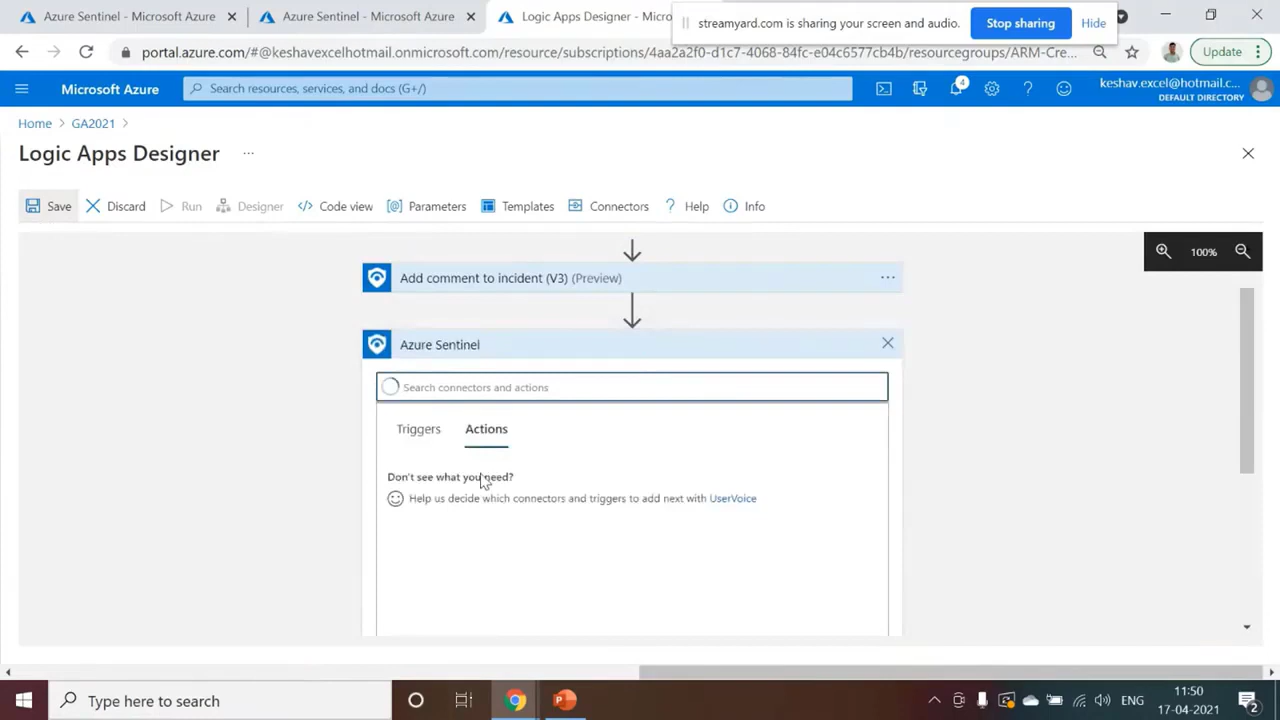 Azure Sentinel - Microsoft Azure
Azure Sentinel - Microsoft Azure
Logic Apps Designer - Micro
streamyard.com is sharing your screen and audio.
Stop sharing
Hide
portal.azure.com/#@keshavexcelhotmail.onmicrosoft.com/resource/subscriptions/4aa2a2f0-d1c7-4068-84fc-e04c6577cb4b/resourcegroups/ARM-Cre...
Update
Microsoft Azure
Search resources, services, and docs (G+/)
4
keshav.excel@hotmail.c...
DEFAULT DIRECTORY
Home > GA2021 >
Logic Apps Designer ...
Save
Discard
Run
Designer
Code view
Parameters
Templates
Connectors
Help
Info
100%
Add comment to incident (V3) (Preview)
Azure Sentinel
Search connectors and actions
Triggers
Actions
Don't see what you need?
Help us decide which connectors and triggers to add next with UserVoice
Type here to search
ENG
11:50
17-04-2021
2